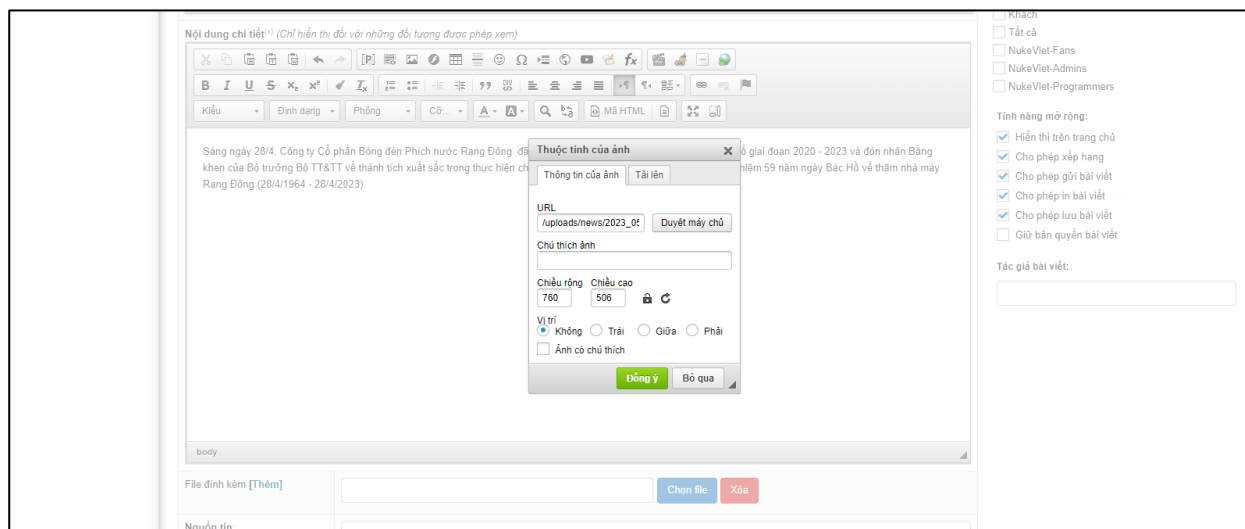 Khách
Nội dung chi tiết(*) (Chỉ hiển thị đối với những đối tượng được phép xem)
Tất cả
NukeViet-Fans
NukeViet-Admins
NukeViet-Programmers
Kiểu
Định dạng
Phông
Cỡ...
Mã HTML
Tính năng mở rộng:
Hiển thị trên trang chủ
Cho phép xếp hạng
Cho phép gửi bài viết
Cho phép in bài viết
Cho phép lưu bài viết
Giữ bản quyền bài viết
Tác giả bài viết:
Sáng ngày 28/4, Công ty Cổ phần Bóng đèn Phích nước Rạng Đông đã
ố giai đoạn 2020 - 2023 và đón nhận Bằng
khen của Bộ trưởng Bộ TT&TT về thành tích xuất sắc trong thực hiện ch
niệm 59 năm ngày Bác Hồ về thăm nhà máy
Rạng Đông (28/4/1964 - 28/4/2023).
Thuộc tính của ảnh
Thông tin của ảnh
Tải lên
URL
/uploads/news/2023_05
Duyệt máy chủ
Chú thích ảnh
Chiều rộng Chiều cao
760 506
Vị trí
Không Trái Giữa Phải
Ảnh có chú thích
Đồng ý
Bỏ qua
body
File đính kèm [Thêm]
Chọn file
Xóa
Nguồn tin: